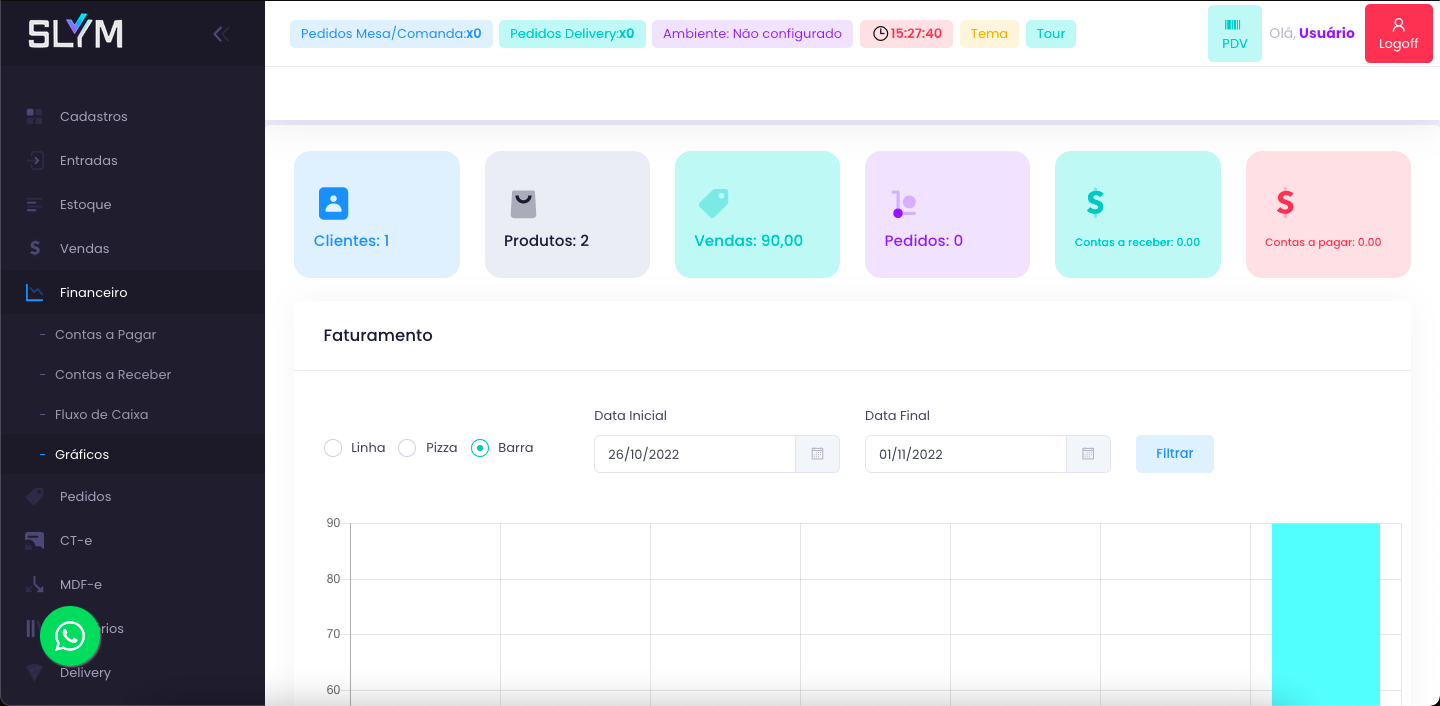 SLYM
Pedidos Mesa/Comanda:x0
Pedidos Delivery:x0
Ambiente: Não configurado
15:27:40
Tema
Tour
PDV
Olá, Usuário
Logoff
Cadastros
Entradas
Estoque
Vendas
Financeiro
- Contas a Pagar
- Contas a Receber
- Fluxo de Caixa
- Gráficos
Pedidos
CT-e
MDF-e
Delivery
Clientes: 1
Produtos: 2
Vendas: 90,00
Pedidos: 0
Contas a receber: 0.00
Contas a pagar: 0.00
Faturamento
Linha
Pizza
Barra
Data Inicial
26/10/2022
Data Final
01/11/2022
Filtrar
90
80
70
60